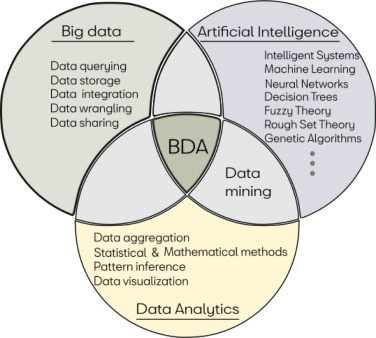 Big data
Data querying
Data storage
Data integration
Data wrangling
Data sharing
Artificial Intelligence
Intelligent Systems
Machine Learning
Neural Networks
Decision Trees
Fuzzy Theory
Rough Set Theory
Genetic Algorithms
BDA
Data
mining
Data aggregation
Statistical & Mathematical methods
Pattern inference
Data visualization
Data Analytics